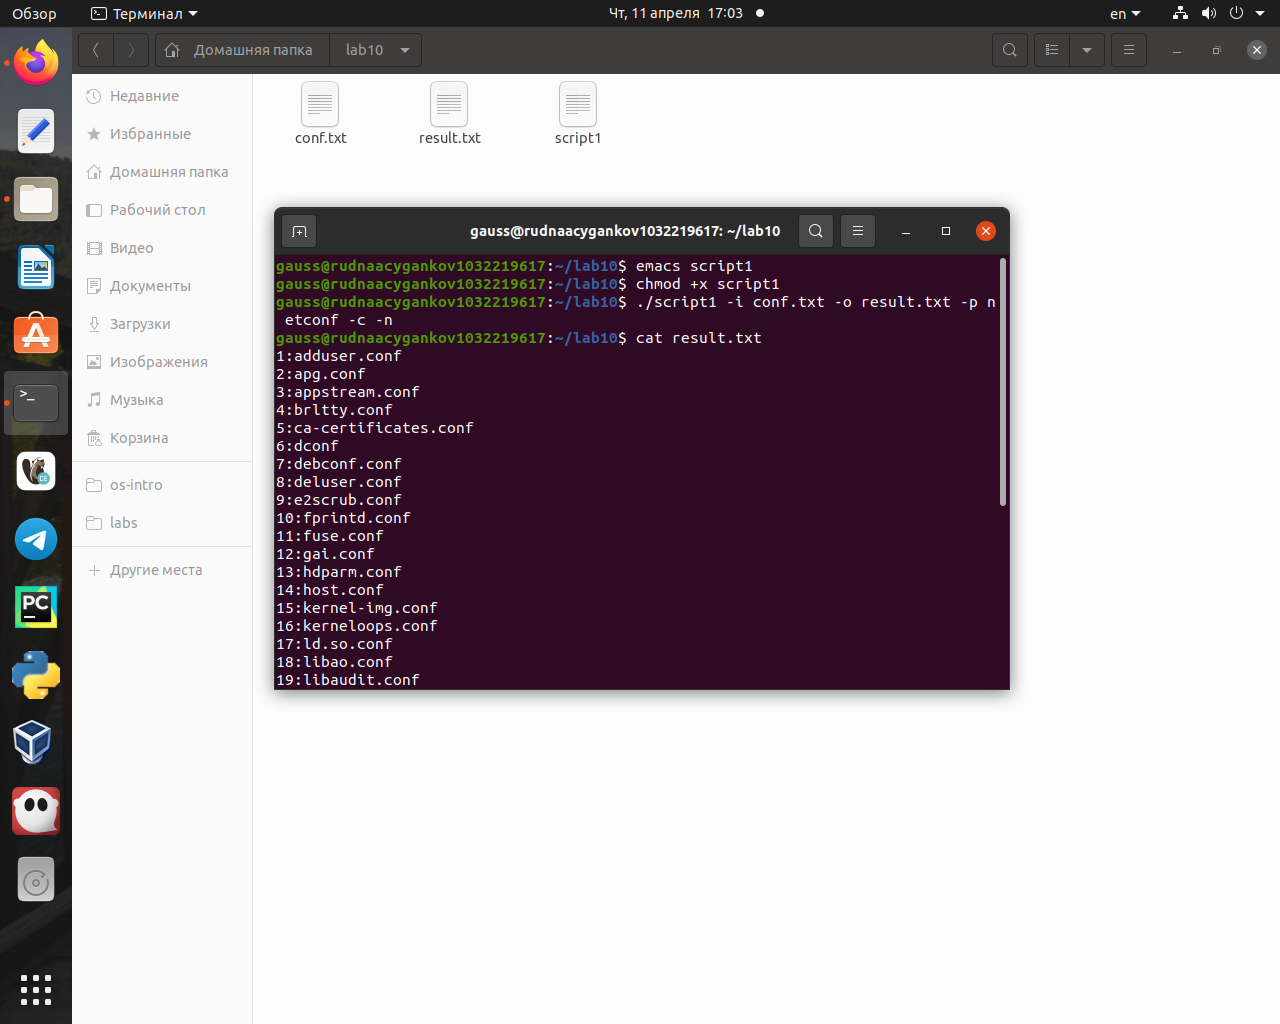 Обзор
Терминал
Чт, 11 апреля 17:03
en
Домашняя папка
lab10
Недавние
Избранные
Домашняя папка
Рабочий стол
Видео
Документы
Загрузки
Изображения
Музыка
Корзина
os-intro
labs
Другие места
conf.txt
result.txt
script1
gauss@rudnaacygankov1032219617: ~/lab10
gauss@rudnaacygankov1032219617:~/lab10$ emacs script1
gauss@rudnaacygankov1032219617:~/lab10$ chmod +x script1
gauss@rudnaacygankov1032219617:~/lab10$ ./script1 -i conf.txt -o result.txt -p n
etconf -c -n
gauss@rudnaacygankov1032219617:~/lab10$ cat result.txt
1:adduser.conf
2:apg.conf
3:appstream.conf
4:brltty.conf
5:ca-certificates.conf
6:dconf
7:debconf.conf
8:deluser.conf
9:e2scrub.conf
10:fprintd.conf
11:fuse.conf
12:gai.conf
13:hdparm.conf
14:host.conf
15:kernel-img.conf
16:kerneloops.conf
17:ld.so.conf
18:libao.conf
19:libaudit.conf
>_
CE
PC